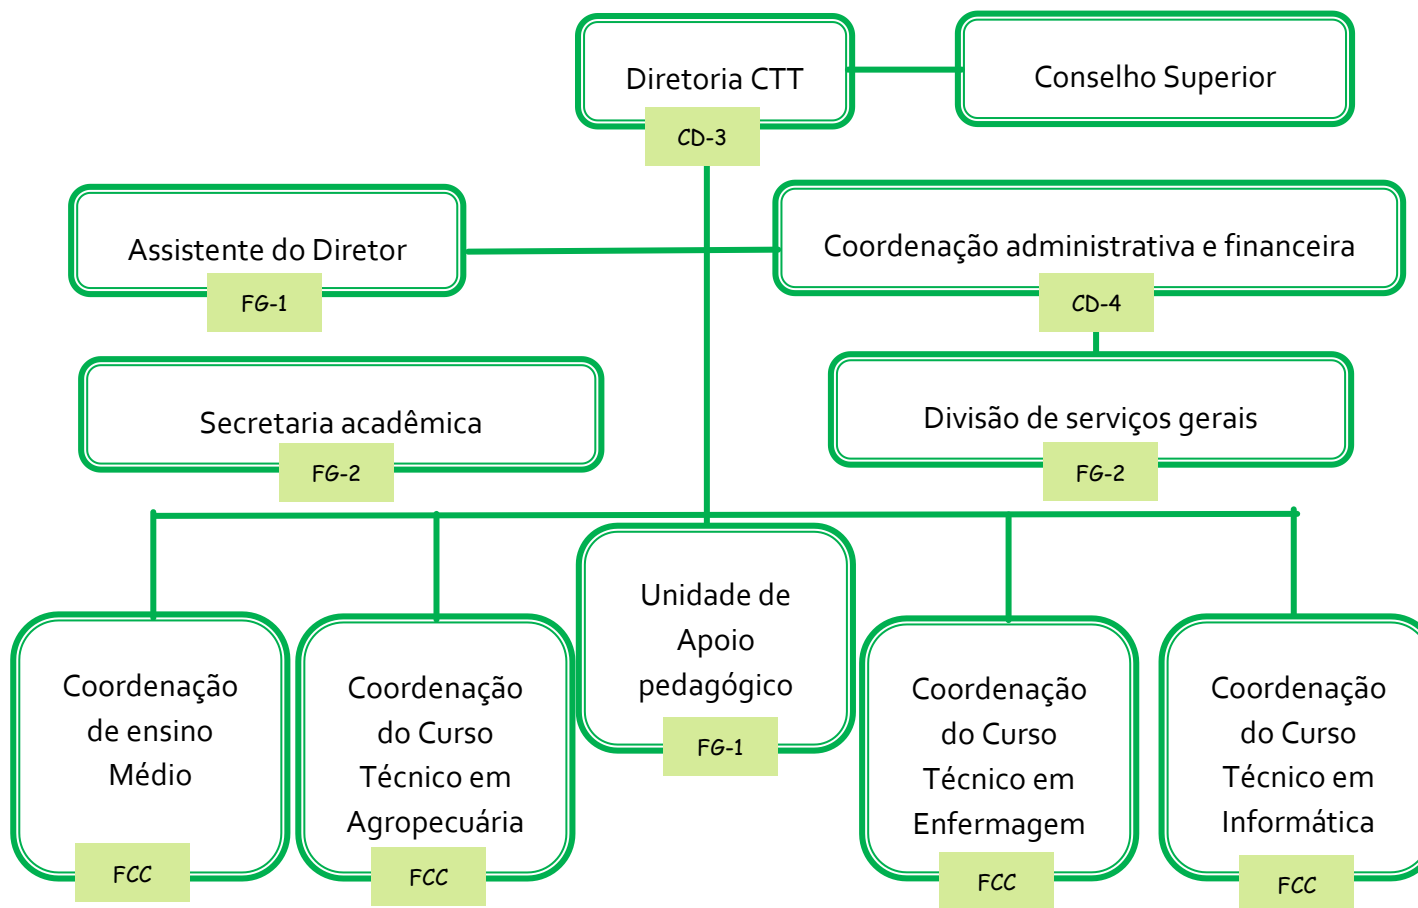 Diretoria CTT
CD-3
Conselho Superior
Assistente do Diretor
FG-1
Coordenação administrativa e financeira
CD-4
Secretaria acadêmica
FG-2
Divisão de serviços gerais
FG-2
Coordenação
de ensino
Médio
FCC
Coordenação
do Curso
Técnico em
Agropecuária
FCC
Unidade de
Apoio
pedagógico
FG-1
Coordenação
do Curso
Técnico em
Enfermagem
FCC
Coordenação
do Curso
Técnico em
Informática
FCC